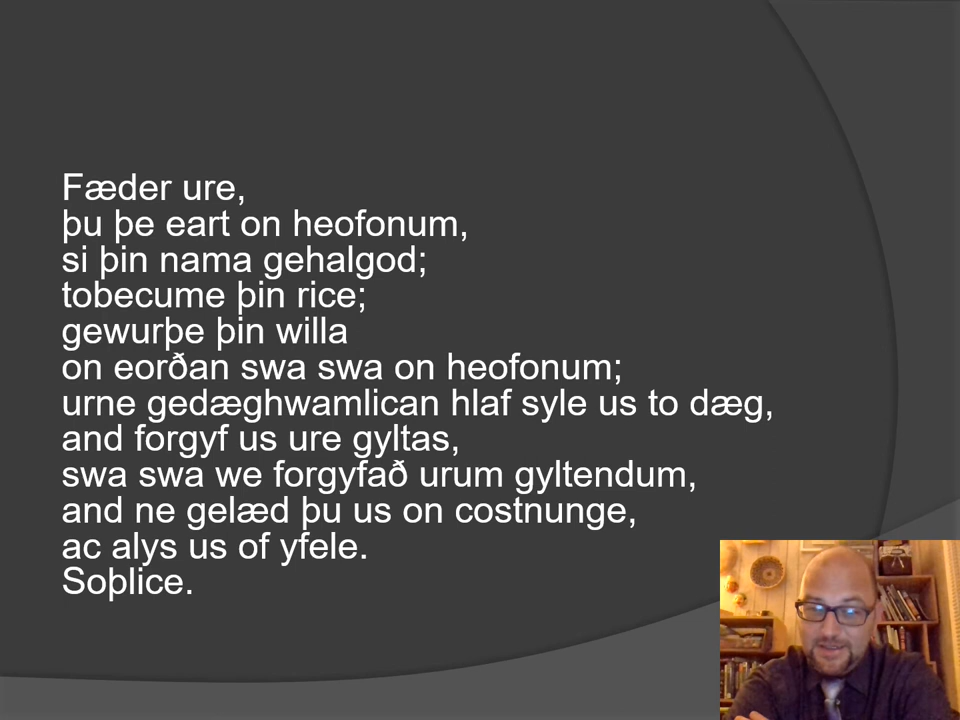 Fæder ure,
þu þe eart on heofonum,
si þin nama gehalgod;
tobecume þin rice;
gewurþe þin willa
on eorðan swa swa on heofonum;
urne gedæghwamlican hlaf syle us to dæg,
and forgyf us ure gyltas,
swa swa we forgyfað urum gyltendum,
and ne gelæd þu us on costnunge,
ac alys us of yfele.
Soþlice.